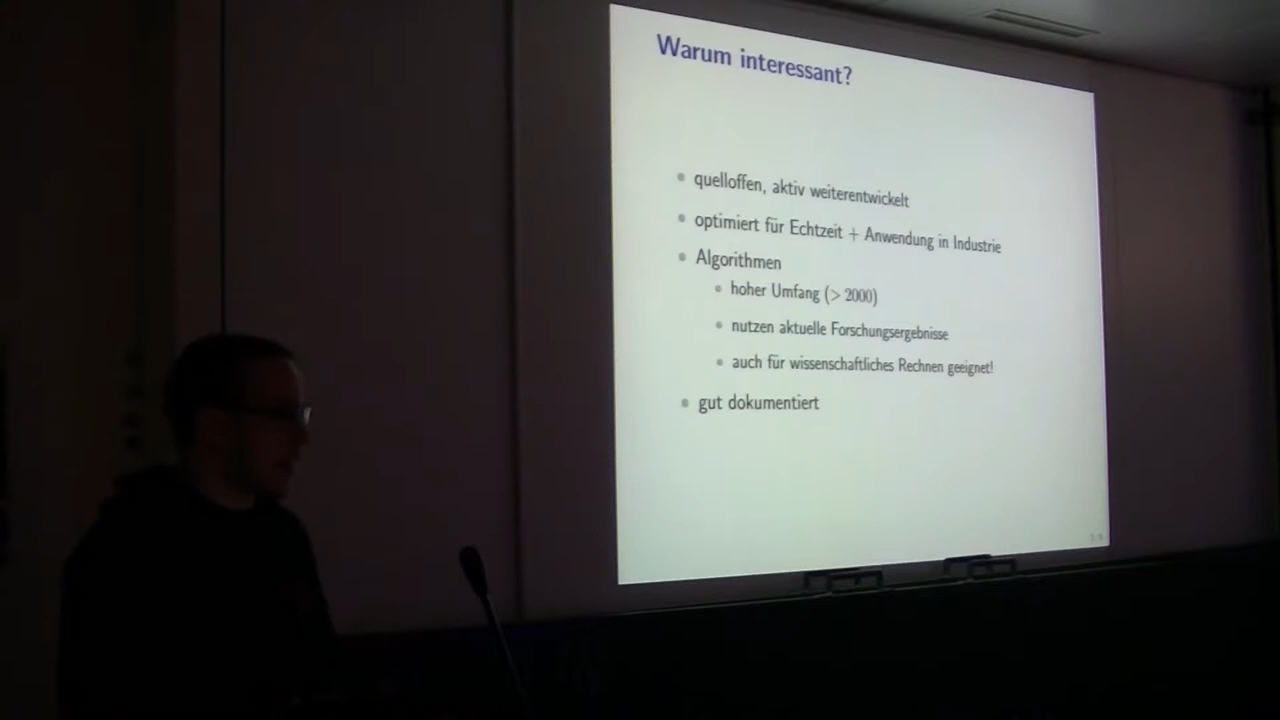 Warum interessant?
quelloffen, aktiv weiterentwickelt
optimiert für Echtzeit + Anwendung in Industrie
Algorithmen
hoher Umfang (> 2000)
nutzen aktuelle Forschungsergebnisse
auch für wissenschaftliches Rechnen geeignet!
gut dokumentiert